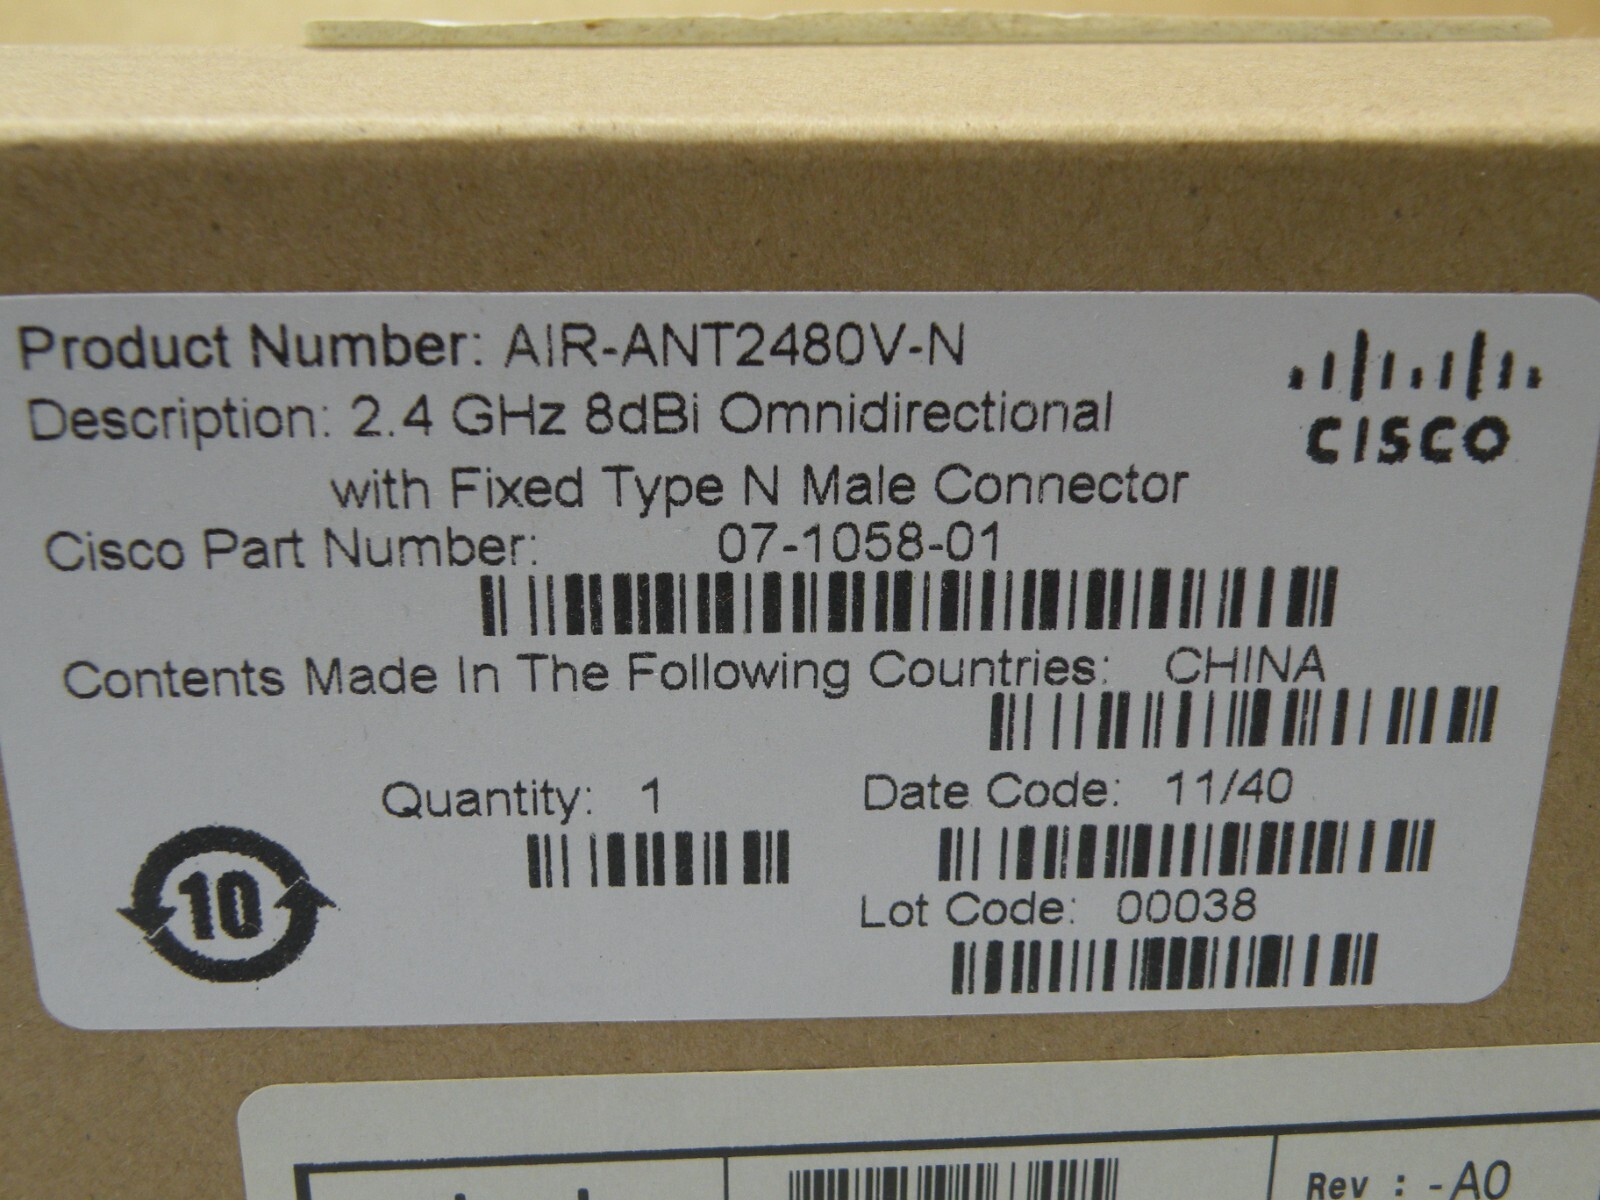 Product Number: AIR-ANT2480V-N
Description: 2.4 GHz 8dBi Omnidirectional
with Fixed Type N Male Connector
CISCO
Cisco Part Number: 07-1058-01
Contents Made In The Following Countries: CHINA
Quantity: 1
Date Code: 11/40
10
Lot Code: 00038
Rev : -A0